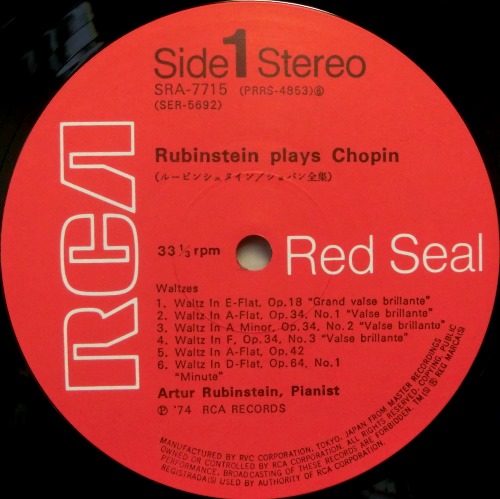 Side 1 Stereo
SRA-7715 (PRRS-4853)⑥
(SER-5692)
Rubinstein plays Chopin
(ルービンシュタイン/ショパン全集)
33 1/3 rpm
RCA
Red Seal
Waltzes
1. Waltz In E-Flat, Op.18 "Grand valse brillante"
2. Waltz In A-Flat, Op.34, No.1 "Valse brillante"
3. Waltz In A Minor, Op.34, No.2 "Valse brillante"
4. Waltz In F, Op.34, No.3 "Valse brillante"
5. Waltz In A-Flat, Op.42
6. Waltz In D-Flat, Op.64, No.1
"Minute"
Artur Rubinstein, Pianist
Ⓟ '74 RCA RECORDS
MANUFACTURED BY RVC CORPORATION, TOKYO, JAPAN FROM MASTER RECORDINGS
OWNED OR CONTROLLED BY RCA CORPORATION. ALL RIGHTS RESERVED. COPYING, PUBLIC
PERFORMANCE, BROADCASTING OF THESE RECORDS ARE FORBIDDEN. TM(S) Ⓡ REG MARCA(S)
REGISTRADA(S) USED BY AUTHORITY OF RCA CORPORATION.